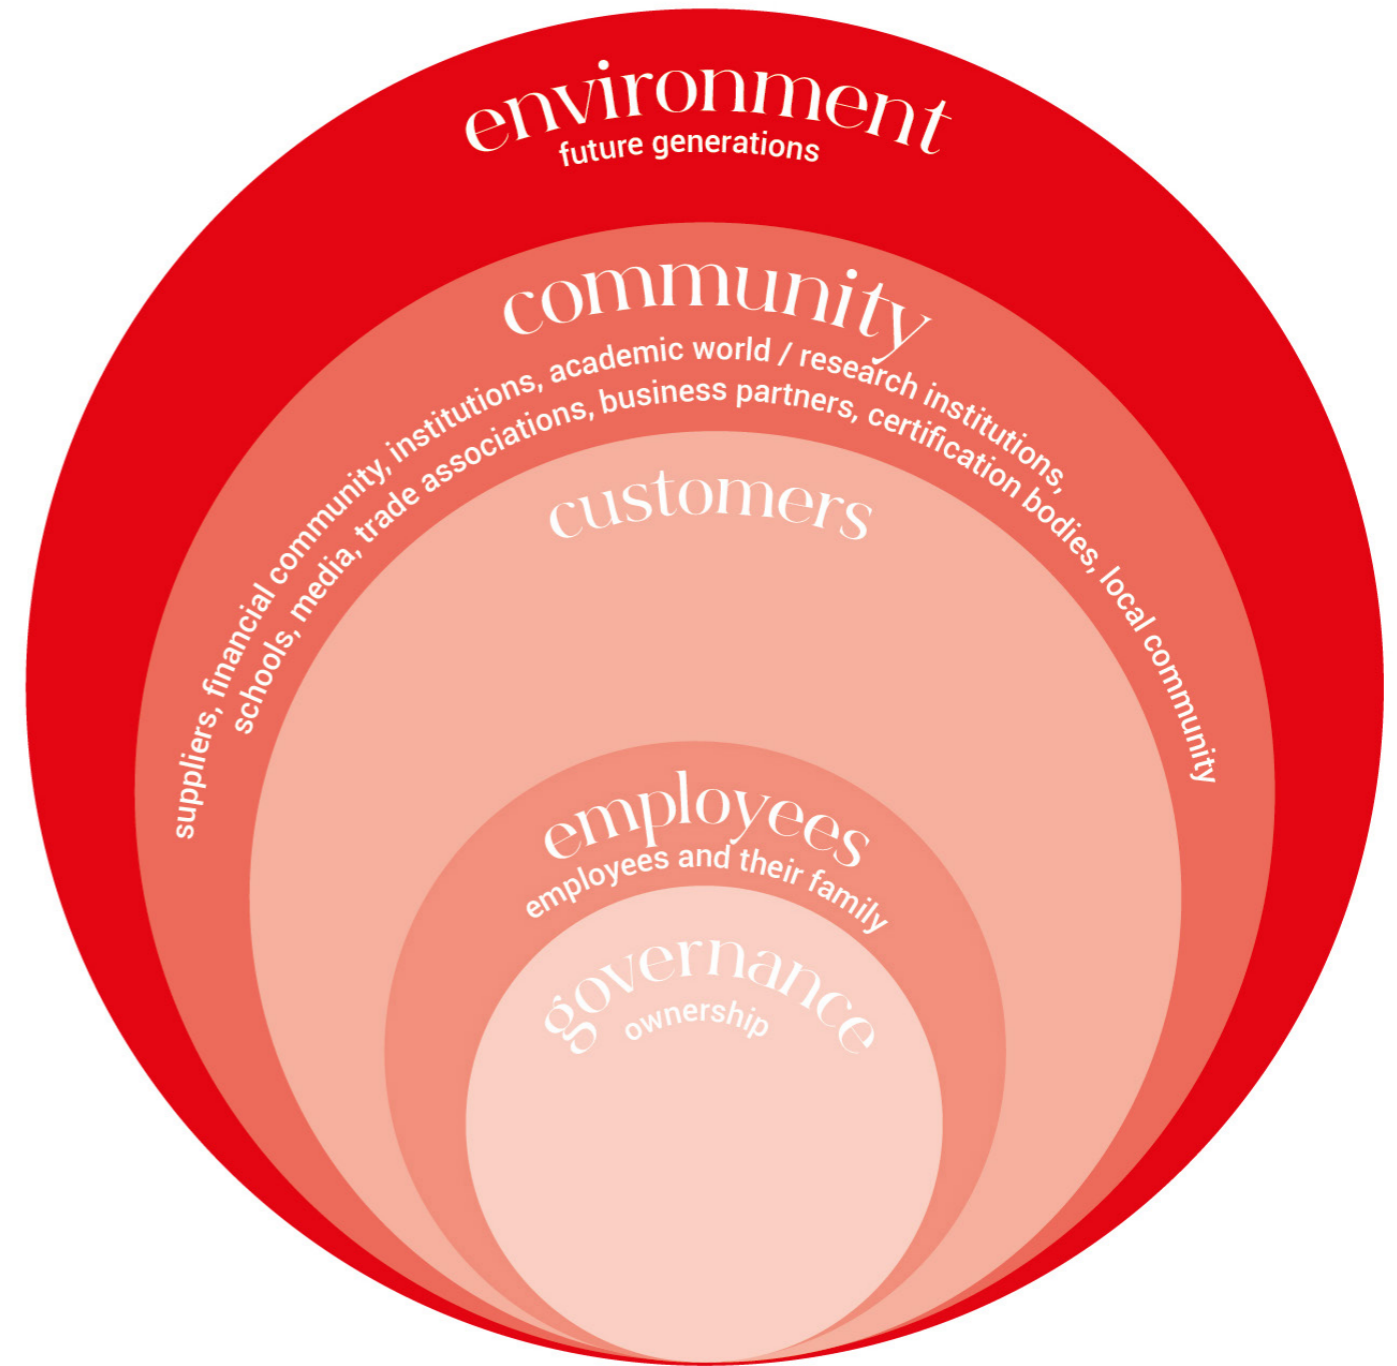 environment
future generations
community
suppliers, financial community, institutions, academic world / research institutions,
schools, media, trade associations, business partners, certification bodies, local community
customers
employees
employees and their family
governance
ownership